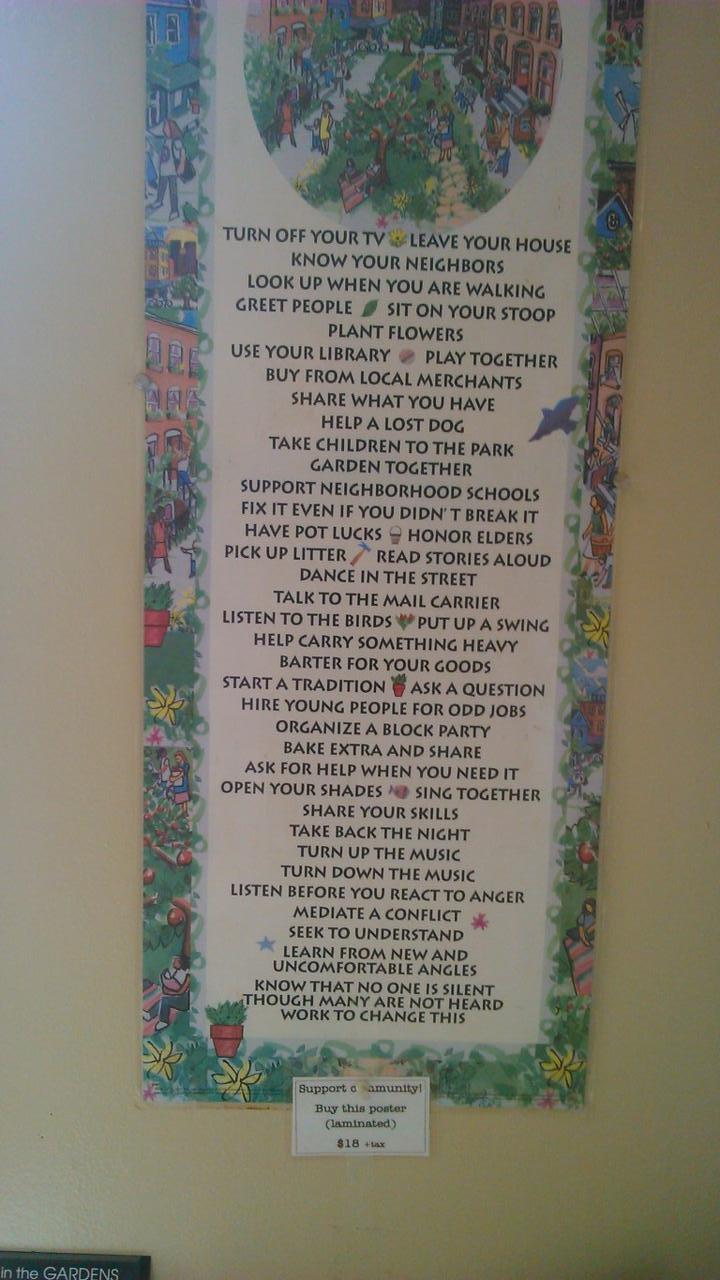 TURN OFF YOUR TV LEAVE YOUR HOUSE
KNOW YOUR NEIGHBORS
LOOK UP WHEN YOU ARE WALKING
GREET PEOPLE SIT ON YOUR STOOP
PLANT FLOWERS
USE YOUR LIBRARY PLAY TOGETHER
BUY FROM LOCAL MERCHANTS
SHARE WHAT YOU HAVE
HELP A LOST DOG
TAKE CHILDREN TO THE PARK
GARDEN TOGETHER
SUPPORT NEIGHBORHOOD SCHOOLS
FIX IT EVEN IF YOU DIDN'T BREAK IT
HAVE POT LUCKS HONOR ELDERS
PICK UP LITTER READ STORIES ALOUD
DANCE IN THE STREET
TALK TO THE MAIL CARRIER
LISTEN TO THE BIRDS PUT UP A SWING
HELP CARRY SOMETHING HEAVY
BARTER FOR YOUR GOODS
START A TRADITION ASK A QUESTION
HIRE YOUNG PEOPLE FOR ODD JOBS
ORGANIZE A BLOCK PARTY
BAKE EXTRA AND SHARE
ASK FOR HELP WHEN YOU NEED IT
OPEN YOUR SHADES SING TOGETHER
SHARE YOUR SKILLS
TAKE BACK THE NIGHT
TURN UP THE MUSIC
TURN DOWN THE MUSIC
LISTEN BEFORE YOU REACT TO ANGER
MEDIATE A CONFLICT
SEEK TO UNDERSTAND
LEARN FROM NEW AND
UNCOMFORTABLE ANGLES
KNOW THAT NO ONE IS SILENT
THOUGH MANY ARE NOT HEARD
WORK TO CHANGE THIS
Support community!
Buy this poster
(laminated)
$18 +tax
in the GARDENS